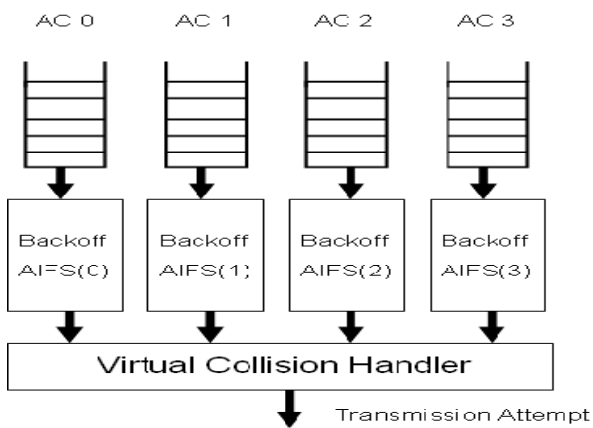 AC 0 AC 1 AC 2 AC 3
Backoff Backoff Backoff Backoff
AIFS(0) AIFS(1) AIFS(2) AIFS(3)
Virtual Collision Handler
Transmission Attempt